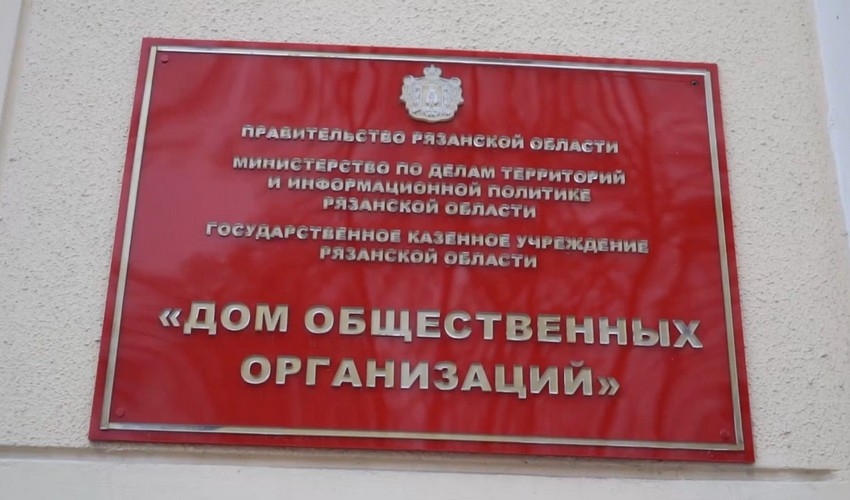 ПРАВИТЕЛЬСТВО РЯЗАНСКОЙ ОБЛАСТИ
МИНИСТЕРСТВО ПО ДЕЛАМ ТЕРРИТОРИЙ
И ИНФОРМАЦИОННОЙ ПОЛИТИКЕ
РЯЗАНСКОЙ ОБЛАСТИ
ГОСУДАРСТВЕННОЕ КАЗЕННОЕ УЧРЕЖДЕНИЕ
РЯЗАНСКОЙ ОБЛАСТИ
«ДОМ ОБЩЕСТВЕННЫХ
ОРГАНИЗАЦИЙ»